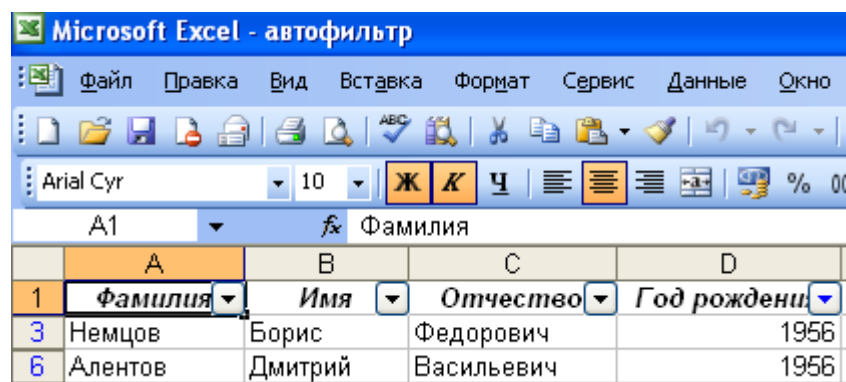 Microsoft Excel - автофильтр
Файл Правка Вид Вставка Формат Сервис Данные Окно
ABC
Arial Cyr 10 Ж К Ч a %
A1 fx Фамилия
A B C D
1 Фамилия Имя Отчество Год рождени
3 Немцов Борис Федорович 1956
6 Алентов Дмитрий Васильевич 1956